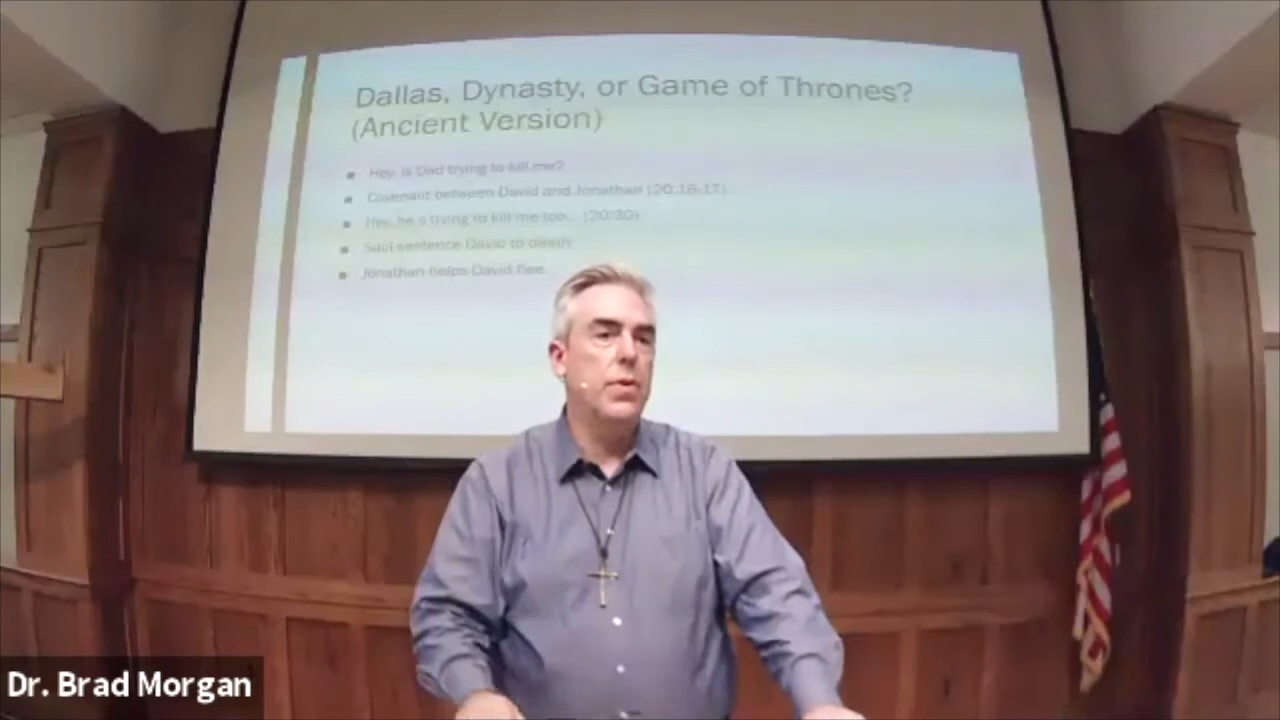 Dallas, Dynasty, or Game of Thrones?
(Ancient Version)
Hey, is Dad trying to kill me?
Covenant between David and Jonathan (20:16-17)
Hey, he's trying to kill me too... (20:30)
Saul sentence David to death
Jonathan helps David flee
Dr. Brad Morgan